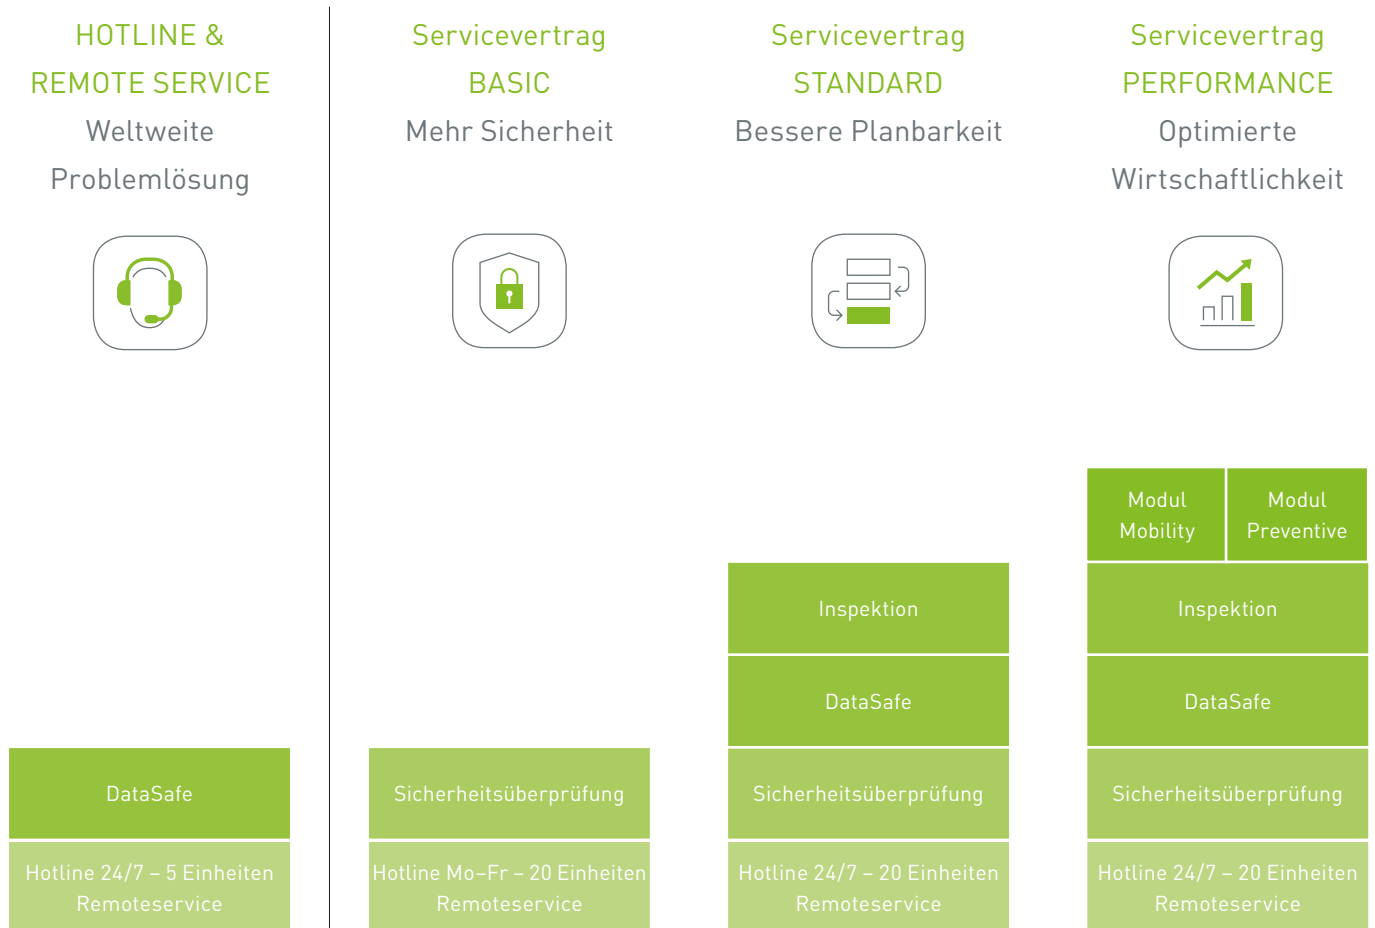 HOTLINE &
REMOTE SERVICE
Weltweite
Problemlösung
DataSafe
Hotline 24/7 – 5 Einheiten
Remoteservice
Servicevertrag
BASIC
Mehr Sicherheit
Sicherheitsüberprüfung
Hotline Mo–Fr – 20 Einheiten
Remoteservice
Servicevertrag
STANDARD
Bessere Planbarkeit
Inspektion
DataSafe
Sicherheitsüberprüfung
Hotline 24/7 – 20 Einheiten
Remoteservice
Servicevertrag
PERFORMANCE
Optimierte
Wirtschaftlichkeit
Modul
Mobility
Modul
Preventive
Inspektion
DataSafe
Sicherheitsüberprüfung
Hotline 24/7 – 20 Einheiten
Remoteservice